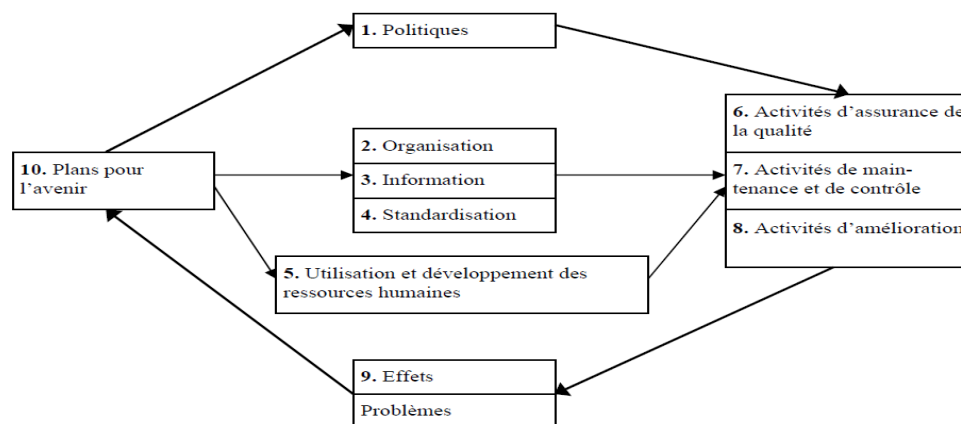 1. Politiques
6. Activités d'assurance de
la qualité
2. Organisation
10. Plans pour
l'avenir
3. Information
7. Activités de main-
tenance et de contrôle
4. Standardisation
8. Activités d'amélioration
5. Utilisation et développement des
ressources humaines
9. Effets
Problèmes